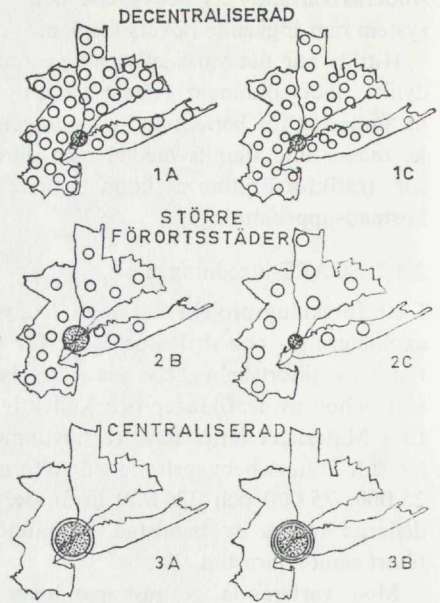 DECENTRALISERAD
1A
1C
STÖRRE
FÖRORTSSTÄDER
2B
2C
CENTRALISERAD
3A
3B